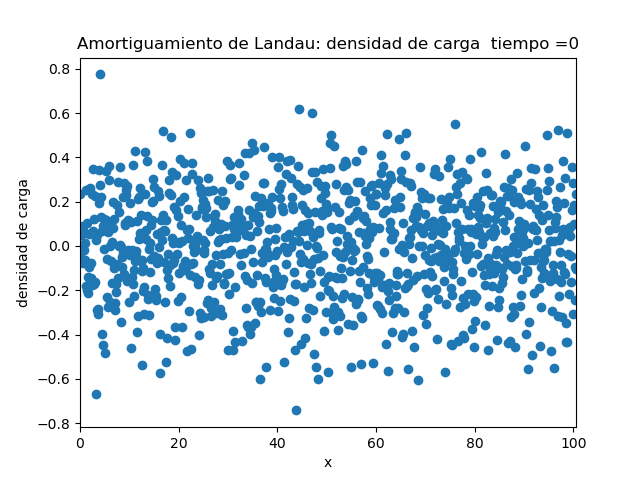 Amortiguamiento de Landau: densidad de carga  tiempo =0
0.8
0.6
0.4
0.2
0.0
−0.2
−0.4
−0.6
−0.8
densidad de carga
0 20 40 60 80 100
x